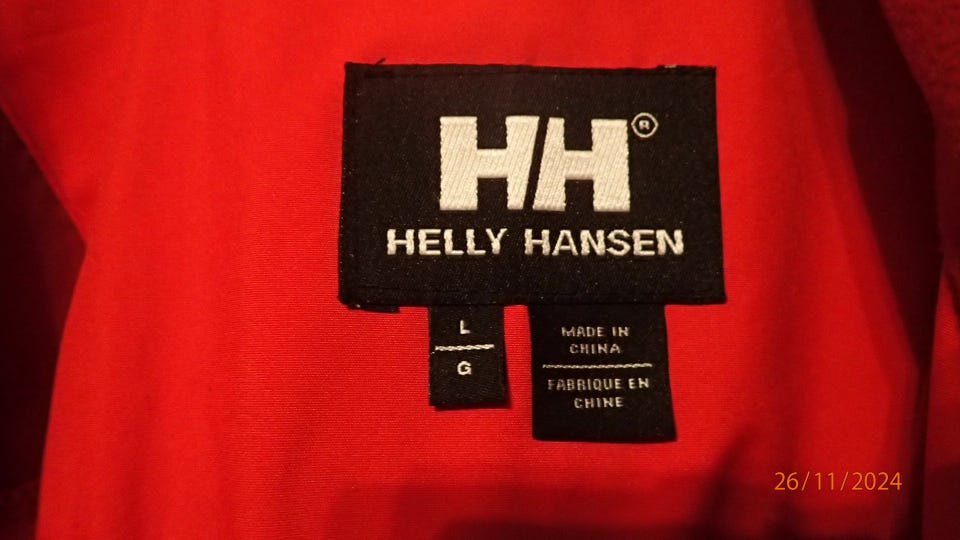 HH®
HELLY HANSEN
L
G
MADE IN
CHINA
FABRIQUE EN
CHINE
26/11/2024